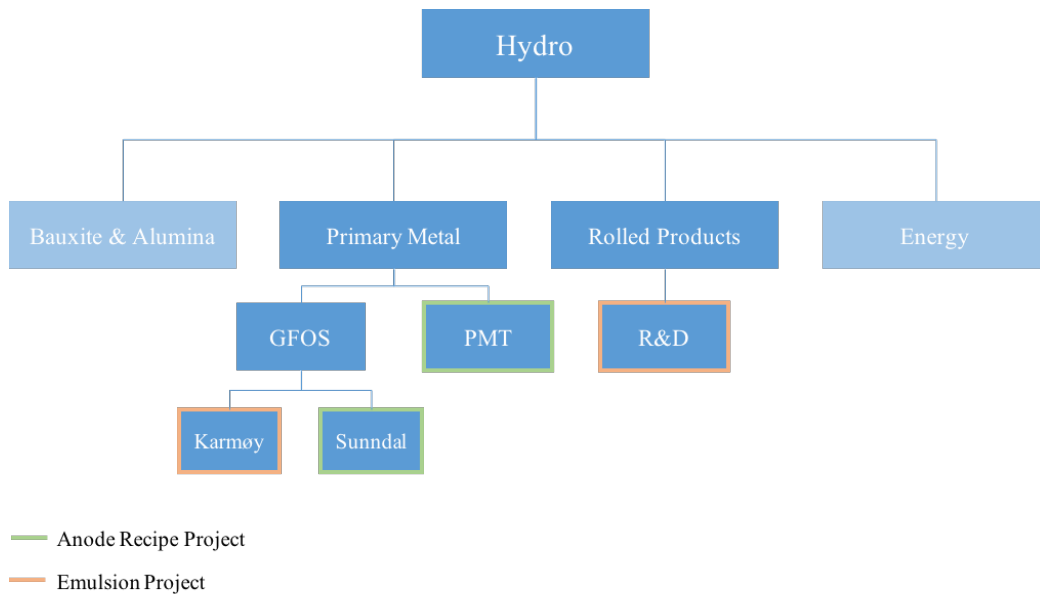 Hydro
Bauxite & Alumina
Primary Metal
Rolled Products
Energy
GFOS
PMT
R&D
Karmøy
Sunndal
Anode Recipe Project
Emulsion Project